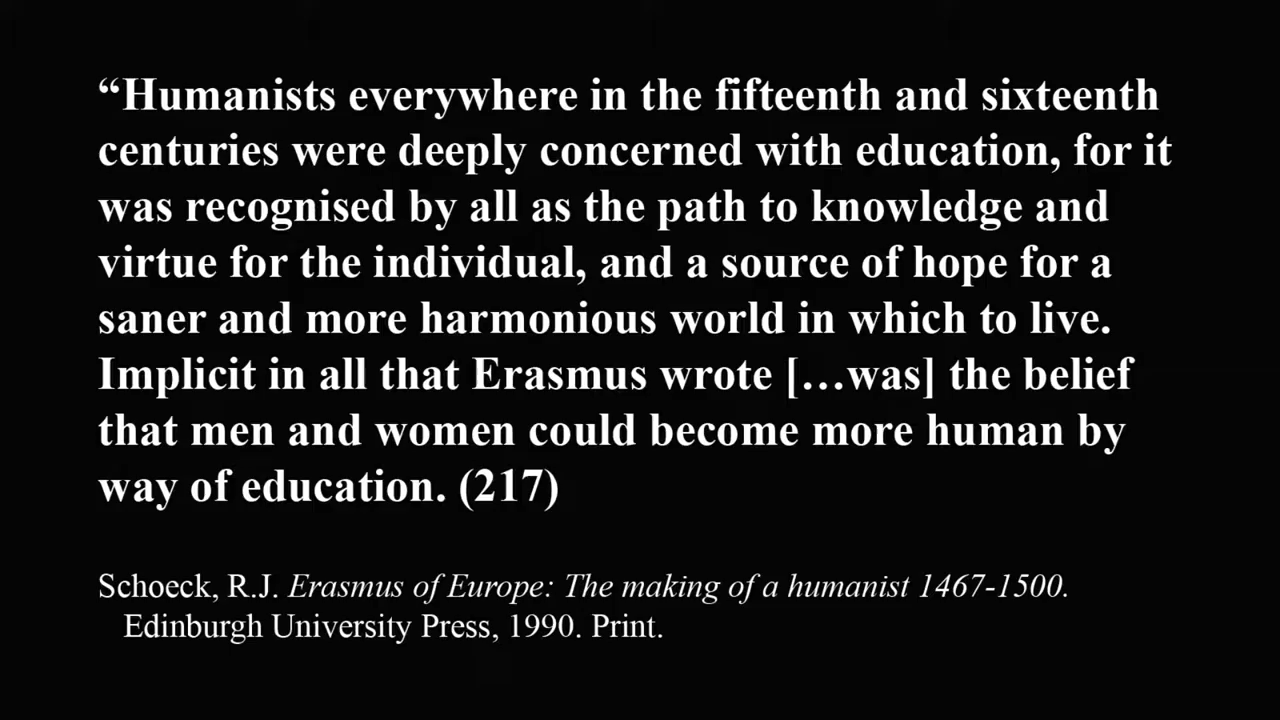 “Humanists everywhere in the fifteenth and sixteenth
centuries were deeply concerned with education, for it
was recognised by all as the path to knowledge and
virtue for the individual, and a source of hope for a
saner and more harmonious world in which to live.
Implicit in all that Erasmus wrote […was] the belief
that men and women could become more human by
way of education. (217)
Schoeck, R.J. Erasmus of Europe: The making of a humanist 1467-1500.
Edinburgh University Press, 1990. Print.